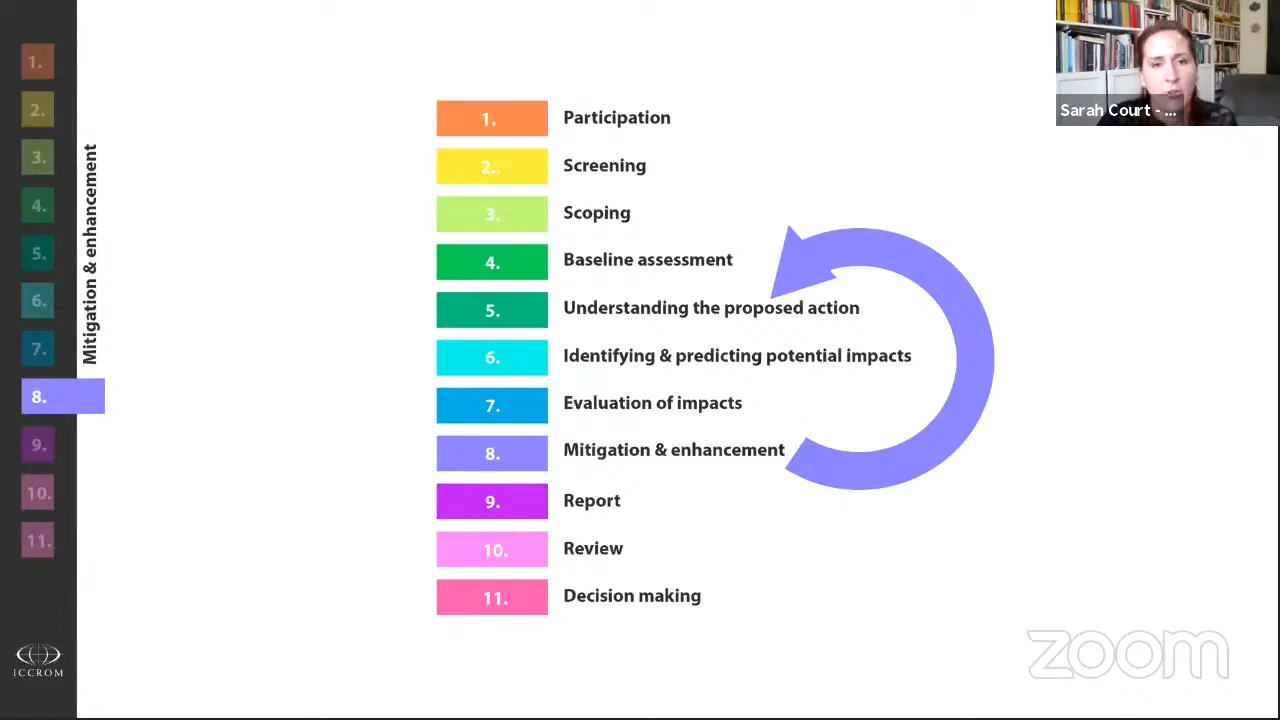 1.
2.
3.
4.
5.
6.
7.
8.
9.
10.
11.
Mitigation & enhancement
ICCROM
1. Participation
2.. Screening
3. Scoping
4. Baseline assessment
5. Understanding the proposed action
6. Identifying & predicting potential impacts
7. Evaluation of impacts
8. Mitigation & enhancement
9. Report
10. Review
11. Decision making
Sarah Court - ...
zoom